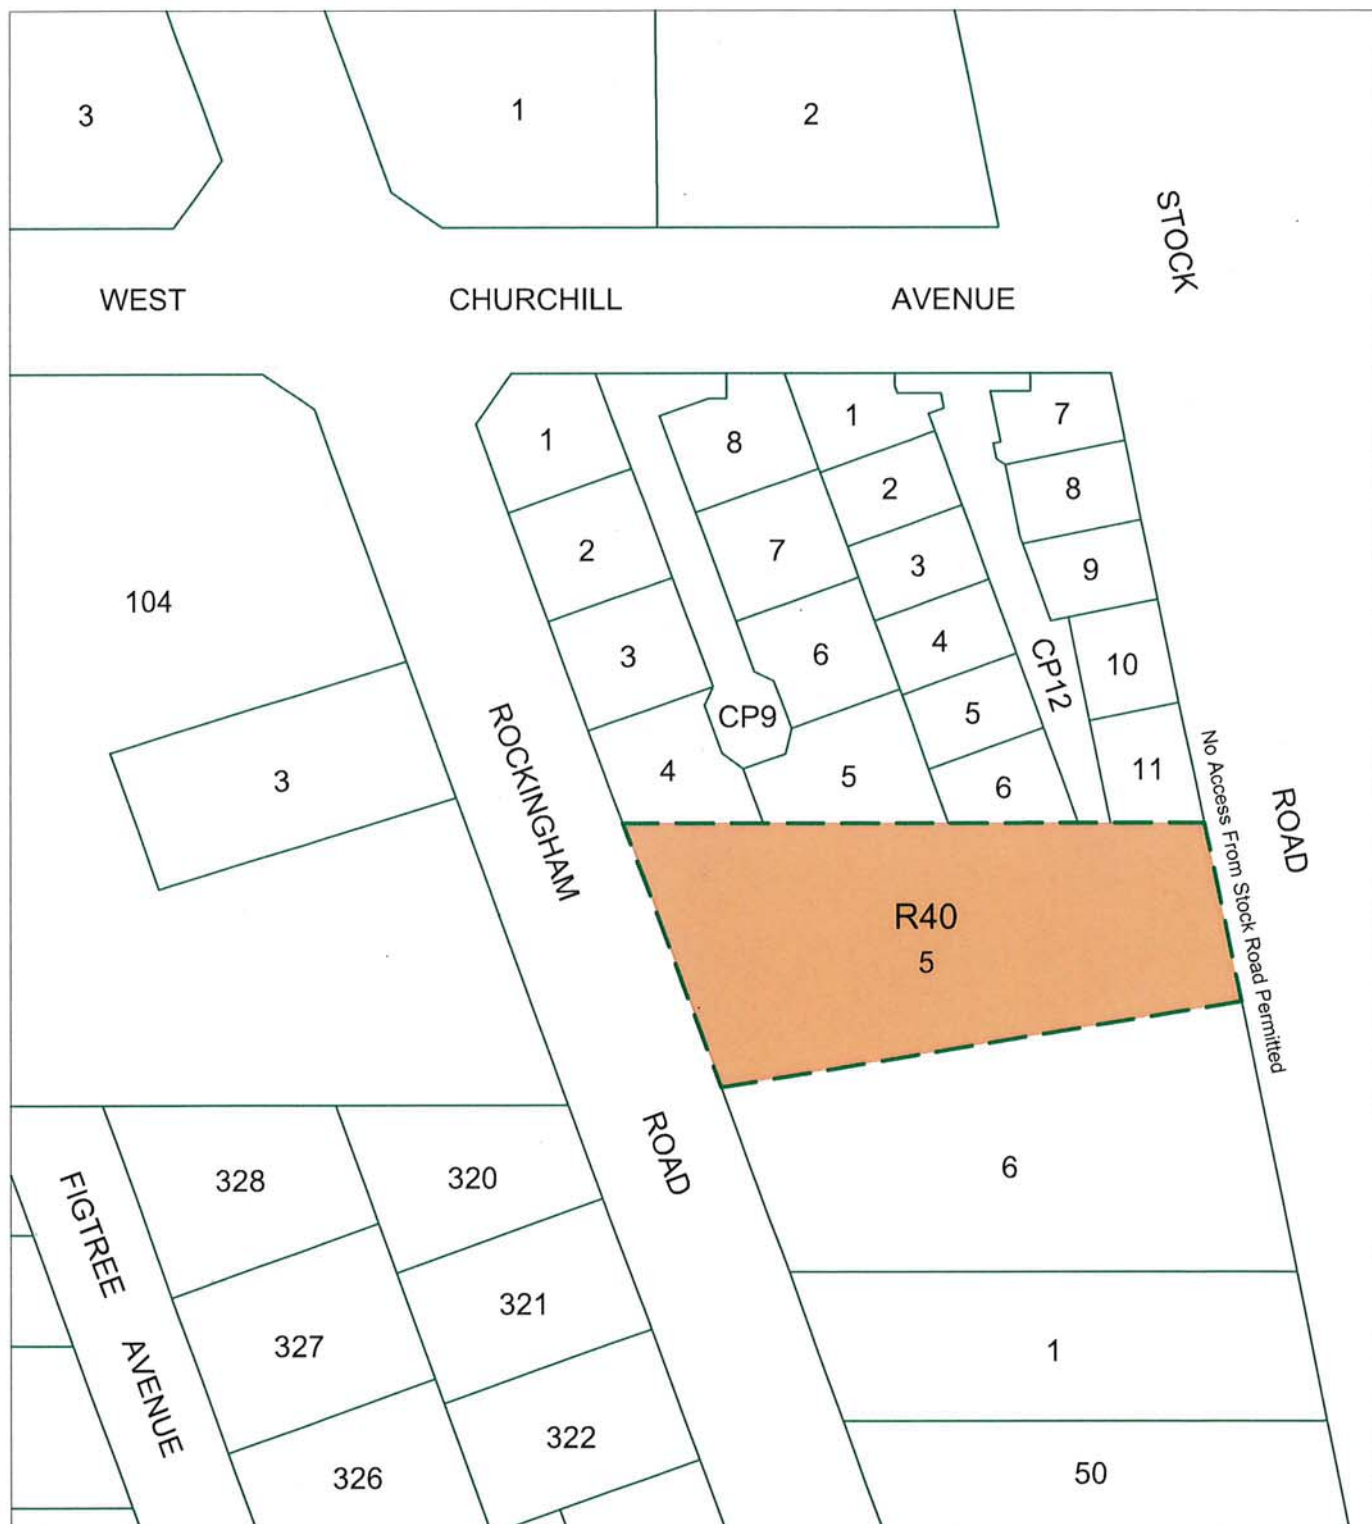 3
1
2
STOCK
WEST
CHURCHILL
AVENUE
1
8
1
7
2
7
2
8
3
6
3
9
104
4
CP12
10
3
CP9
5
4
5
6
11
ROCKINGHAM
No Access From Stock Road Permitted
ROAD
R40
5
328
320
ROAD
6
FIGTREE
AVENUE
327
321
1
326
322
50